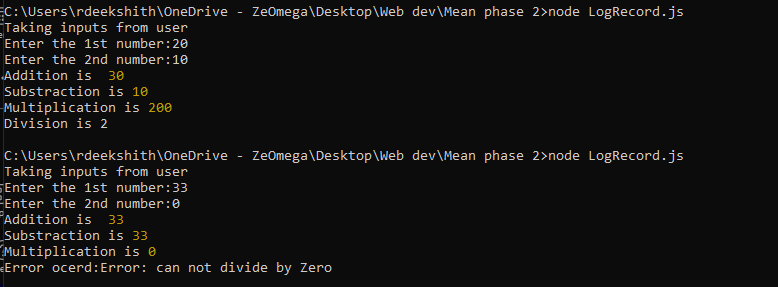 C:\Users\rdeekshith\OneDrive - ZeOmega\Desktop\Web dev\Mean phase 2>node LogRecord.js
Taking inputs from user
Enter the 1st number:20
Enter the 2nd number:10
Addition is  30
Substraction is 10
Multiplication is 200
Division is 2
C:\Users\rdeekshith\OneDrive - ZeOmega\Desktop\Web dev\Mean phase 2>node LogRecord.js
Taking inputs from user
Enter the 1st number:33
Enter the 2nd number:0
Addition is  33
Substraction is 33
Multiplication is 0
Error ocerd:Error: can not divide by Zero